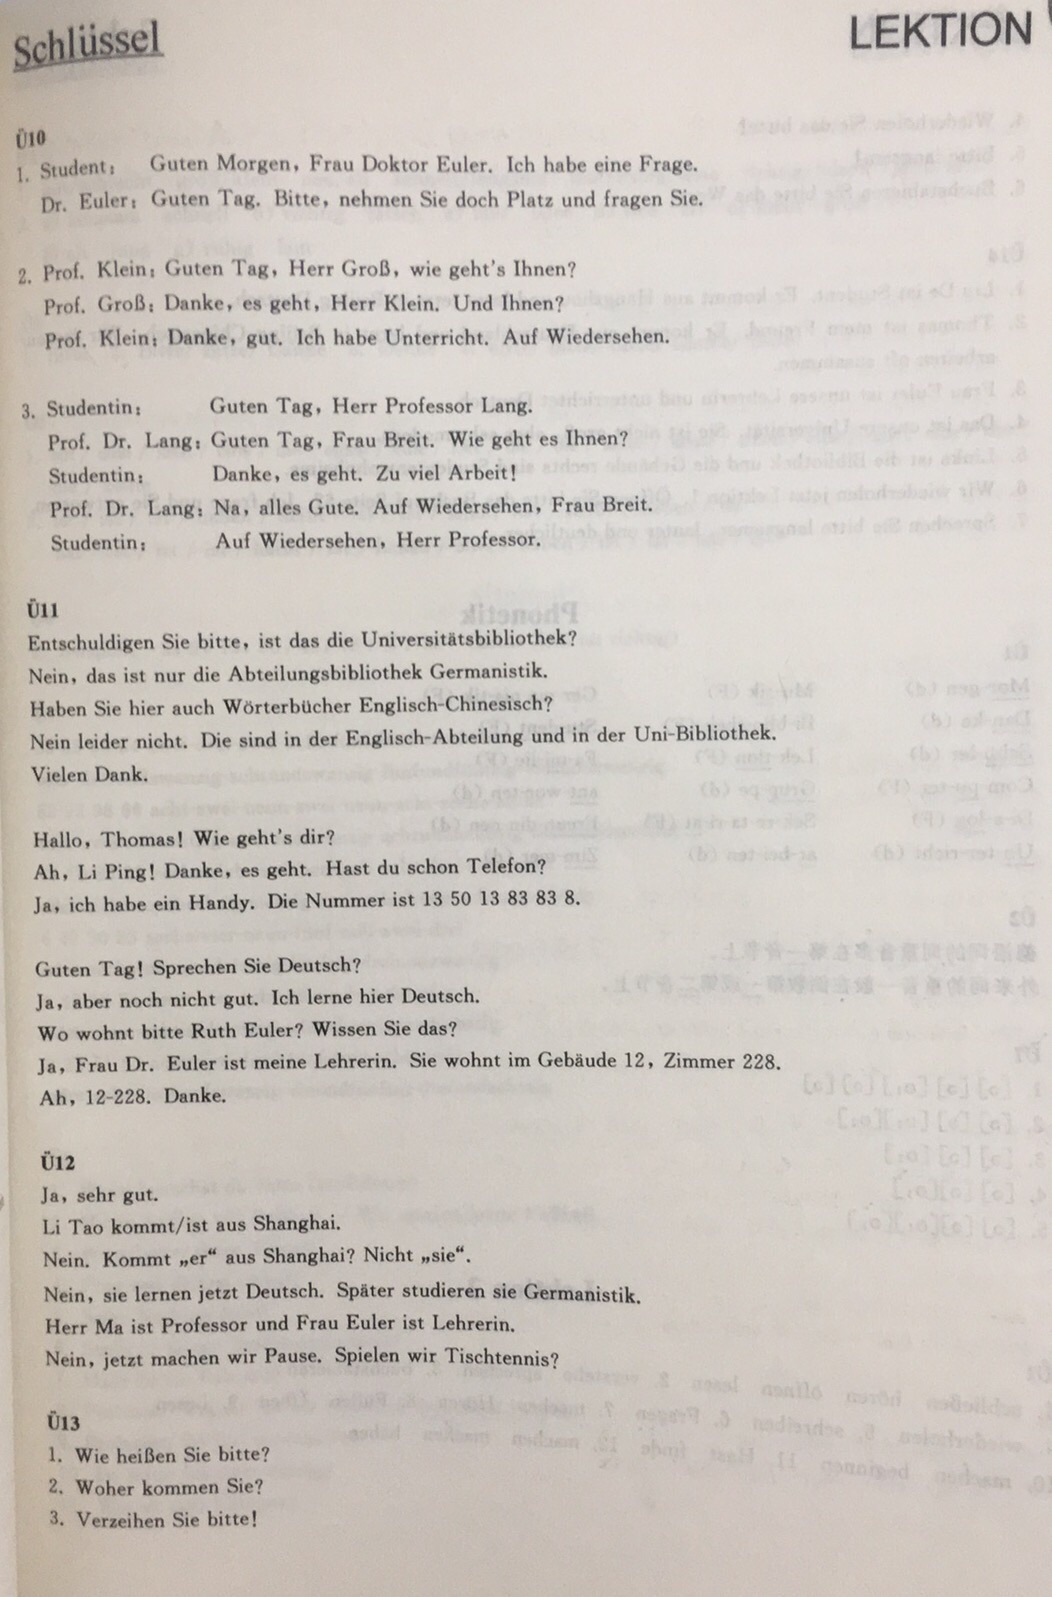 Schlüssel
LEKTION
Ü10
1. Student: Guten Morgen, Frau Doktor Euler. Ich habe eine Frage.
Dr. Euler: Guten Tag. Bitte, nehmen Sie doch Platz und fragen Sie.
2. Prof. Klein: Guten Tag, Herr Groß, wie geht's Ihnen?
Prof. Groß: Danke, es geht, Herr Klein. Und Ihnen?
Prof. Klein: Danke, gut. Ich habe Unterricht. Auf Wiedersehen.
3. Studentin: Guten Tag, Herr Professor Lang.
Prof. Dr. Lang: Guten Tag, Frau Breit. Wie geht es Ihnen?
Studentin: Danke, es geht. Zu viel Arbeit!
Prof. Dr. Lang: Na, alles Gute. Auf Wiedersehen, Frau Breit.
Studentin: Auf Wiedersehen, Herr Professor.
Ü11
Entschuldigen Sie bitte, ist das die Universitätsbibliothek?
Nein, das ist nur die Abteilungsbibliothek Germanistik.
Haben Sie hier auch Wörterbücher Englisch-Chinesisch?
Nein leider nicht. Die sind in der Englisch-Abteilung und in der Uni-Bibliothek.
Vielen Dank.
Hallo, Thomas! Wie geht's dir?
Ah, Li Ping! Danke, es geht. Hast du schon Telefon?
Ja, ich habe ein Handy. Die Nummer ist 13 50 13 83 83 8.
Guten Tag! Sprechen Sie Deutsch?
Ja, aber noch nicht gut. Ich lerne hier Deutsch.
Wo wohnt bitte Ruth Euler? Wissen Sie das?
Ja, Frau Dr. Euler ist meine Lehrerin. Sie wohnt im Gebäude 12, Zimmer 228.
Ah, 12-228. Danke.
Ü12
Ja, sehr gut.
Li Tao kommt/ist aus Shanghai.
Nein. Kommt „er“ aus Shanghai? Nicht „sie“.
Nein, sie lernen jetzt Deutsch. Später studieren sie Germanistik.
Herr Ma ist Professor und Frau Euler ist Lehrerin.
Nein, jetzt machen wir Pause. Spielen wir Tischtennis?
Ü13
1. Wie heißen Sie bitte?
2. Woher kommen Sie?
3. Verzeihen Sie bitte!